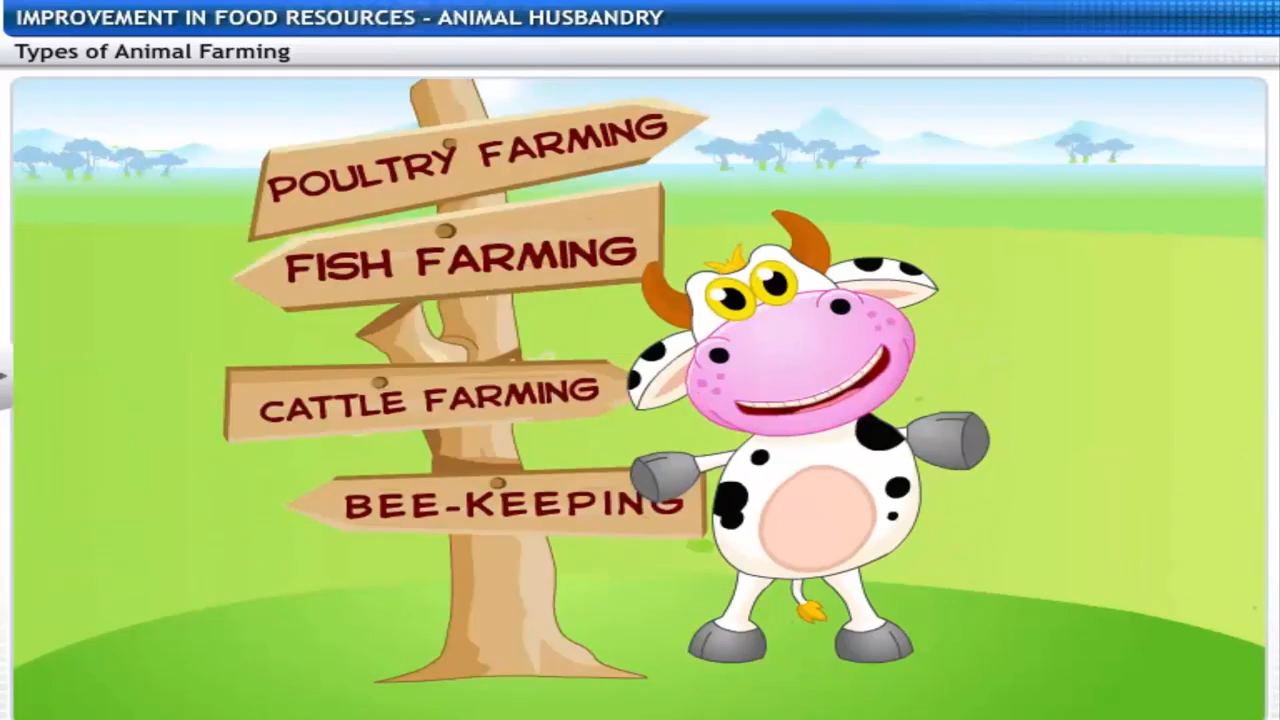 IMPROVEMENT IN FOOD RESOURCES - ANIMAL HUSBANDRY
Types of Animal Farming
POULTRY FARMING
FISH FARMING
CATTLE FARMING
BEE-KEEPING